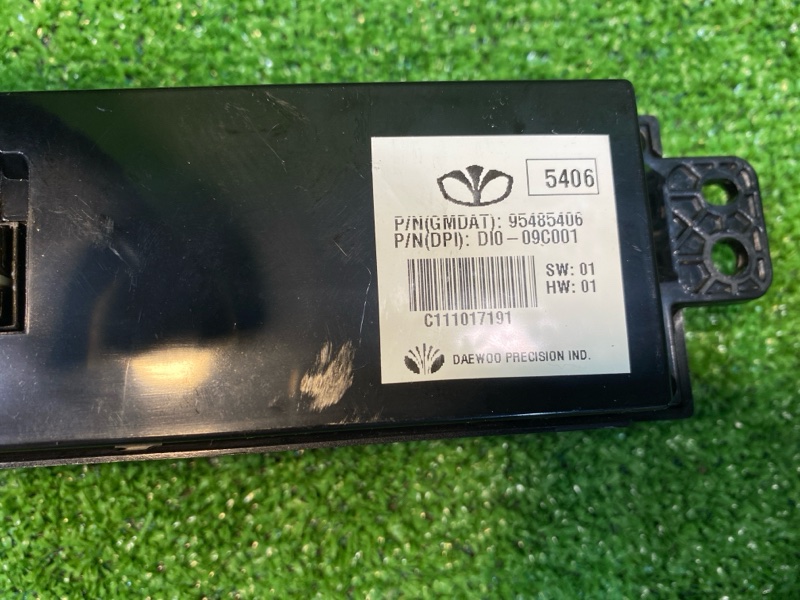 5406
P/N(GMDAT): 95485406
P/N(DPI): DI0-09C001
SW: 01
HW: 01
C111017191
DAEWOO PRECISION IND.